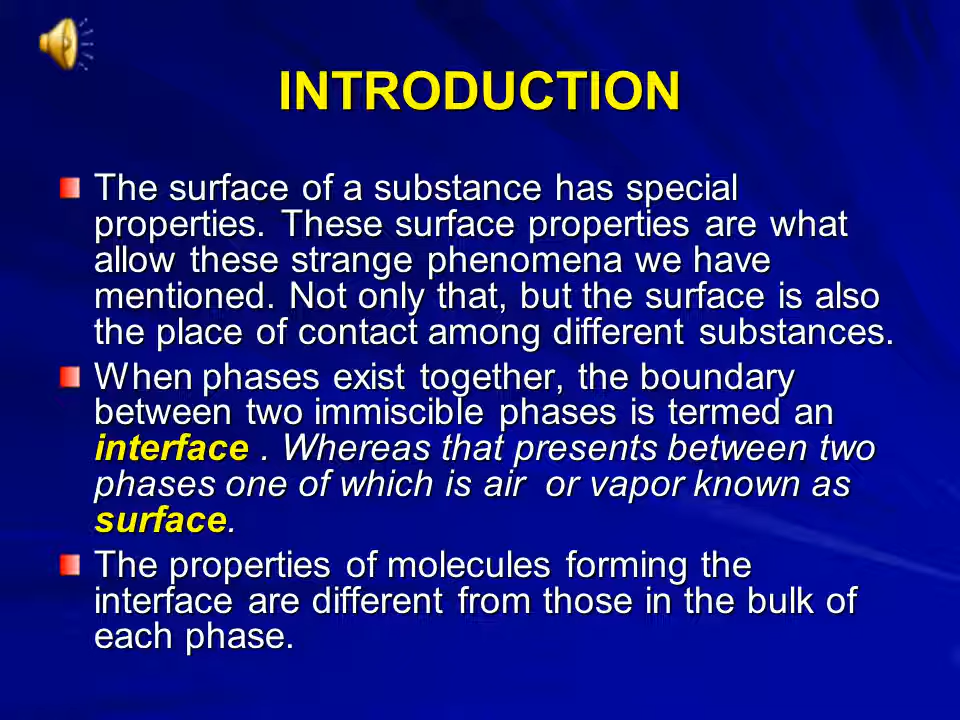 INTRODUCTION
The surface of a substance has special
properties. These surface properties are what
allow these strange phenomena we have
mentioned. Not only that, but the surface is also
the place of contact among different substances.
When phases exist together, the boundary
between two immiscible phases is termed an
interface . Whereas that presents between two
phases one of which is air or vapor known as
surface.
The properties of molecules forming the
interface are different from those in the bulk of
each phase.